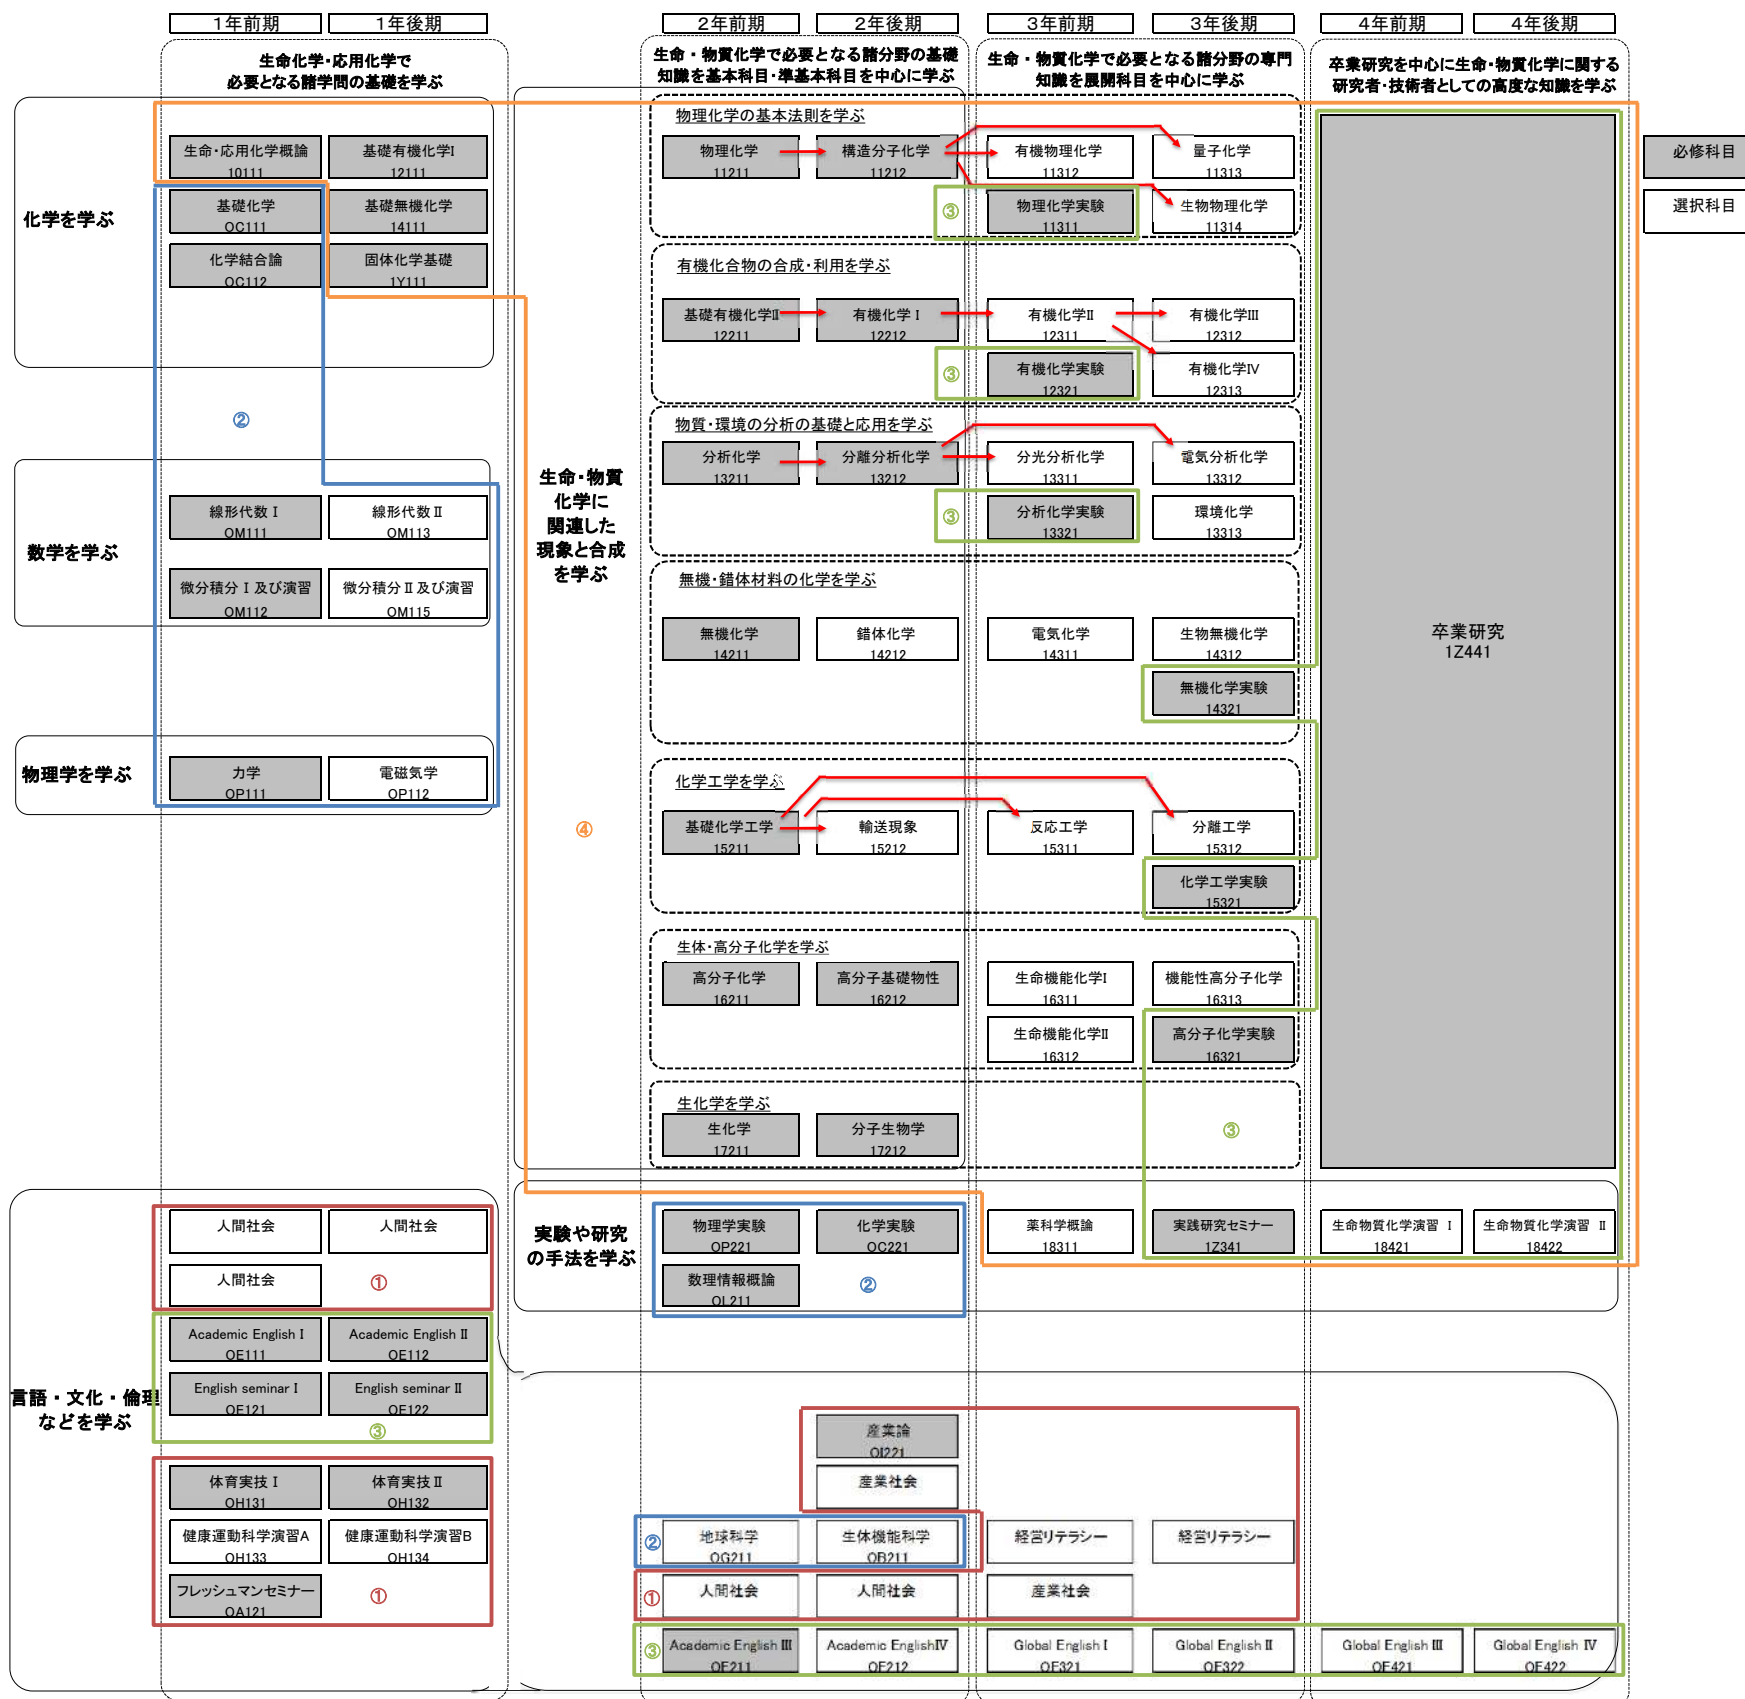 1年前期
1年後期
2年前期
2年後期
3年前期
3年後期
4年前期
4年後期
生命化学・応用化学で
必要となる諸学問の基礎を学ぶ
生命・物質化学で必要となる諸分野の基礎
知識を基本科目・準基本科目を中心に学ぶ
生命・物質化学で必要となる諸分野の専門
知識を展開科目を中心に学ぶ
卒業研究を中心に生命・物質化学に関する
研究者・技術者としての高度な知識を学ぶ
必修科目
選択科目
化学を学ぶ
生命・応用化学概論
10111
基礎有機化学Ⅰ
12111
基礎化学
OC111
基礎無機化学
14111
化学結合論
OC112
固体化学基礎
1Y111
②
数学を学ぶ
線形代数Ⅰ
OM111
線形代数Ⅱ
OM113
微分積分Ⅰ及び演習
OM112
微分積分Ⅱ及び演習
OM115
物理学を学ぶ
力学
OP111
電磁気学
OP112
生命・物質
化学に
関連した
現象と合成
を学ぶ
④
物理化学の基本法則を学ぶ
物理化学
11211
構造分子化学
11212
有機物理化学
11312
量子化学
11313
③
物理化学実験
11311
生物物理化学
11314
有機化合物の合成・利用を学ぶ
基礎有機化学Ⅱ
12211
有機化学Ⅰ
12212
有機化学Ⅱ
12311
有機化学Ⅲ
12312
③
有機化学実験
12321
有機化学Ⅳ
12313
物質・環境の分析の基礎と応用を学ぶ
分析化学
13211
分離分析化学
13212
分光分析化学
13311
電気分析化学
13312
③
分析化学実験
13321
環境化学
13313
無機・錯体材料の化学を学ぶ
無機化学
14211
錯体化学
14212
電気化学
14311
生物無機化学
14312
無機化学実験
14321
化学工学を学ぶ
基礎化学工学
15211
輸送現象
15212
反応工学
15311
分離工学
15312
化学工学実験
15321
生体・高分子化学を学ぶ
高分子化学
16211
高分子基礎物性
16212
生命機能化学Ⅰ
16311
機能性高分子化学
16313
生命機能化学Ⅱ
16312
高分子化学実験
16321
生化学を学ぶ
生化学
17211
分子生物学
17212
③
卒業研究
1Z441
実験や研究
の手法を学ぶ
物理学実験
OP221
化学実験
OC221
薬科学概論
18311
実践研究セミナー
1Z341
生命物質化学演習 Ⅰ
18421
生命物質化学演習 Ⅱ
18422
数理情報概論
OL211
②
言語・文化・倫理
などを学ぶ
人間社会
人間社会
人間社会
①
Academic English Ⅰ
OE111
Academic English Ⅱ
OE112
English seminar Ⅰ
OE121
English seminar Ⅱ
OE122
③
体育実技Ⅰ
OH131
体育実技Ⅱ
OH132
健康運動科学演習A
OH133
健康運動科学演習B
OH134
フレッシュマンセミナー
OA121
①
産業論
OI221
産業社会
②
地球科学
OG211
生体機能科学
OB211
経営リテラシー
経営リテラシー
①
人間社会
人間社会
産業社会
③
Academic English Ⅲ
OE211
Academic EnglishⅣ
OE212
Global English Ⅰ
OE321
Global English Ⅱ
OE322
Global English Ⅲ
OE421
Global English Ⅳ
OE422